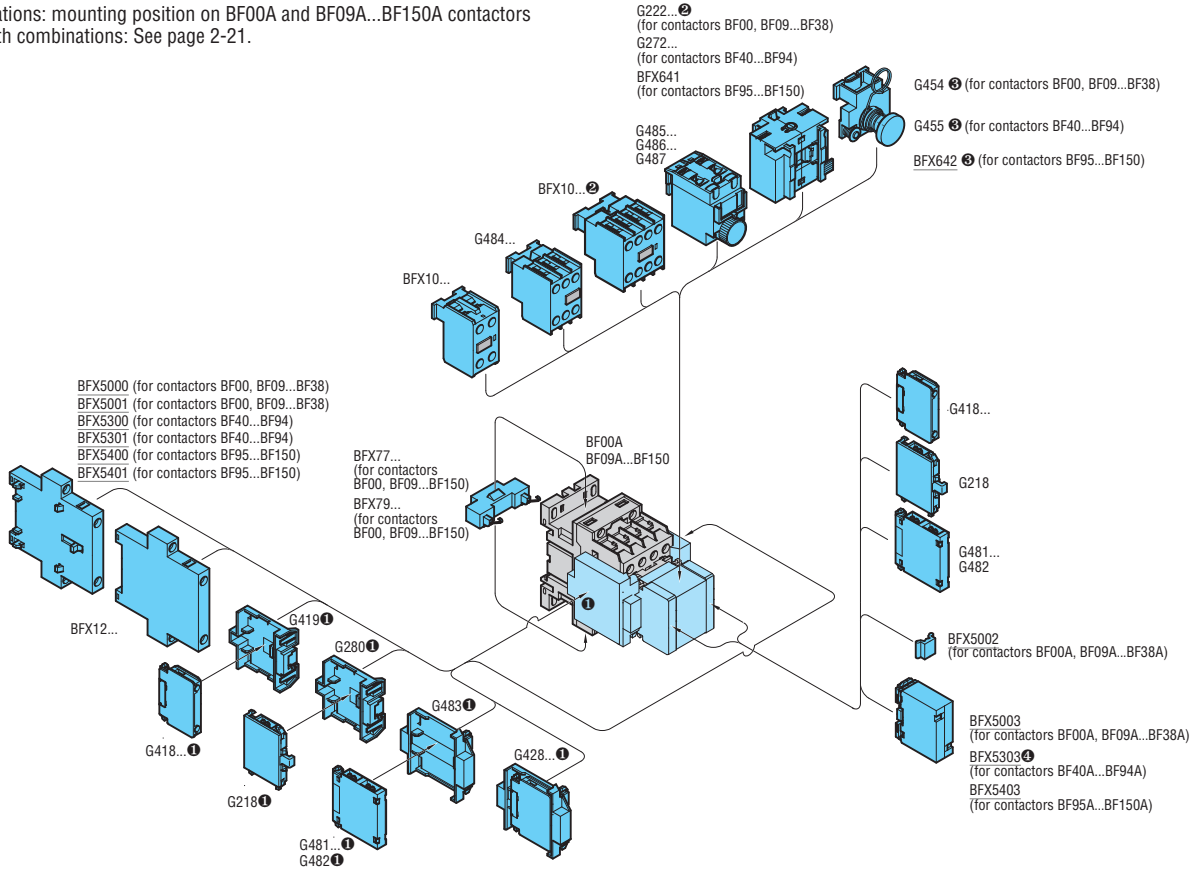 ations: mounting position on BF00A and BF09A...BF150A contactors
th combinations: See page 2-21.
G222...❷
(for contactors BF00, BF09...BF38)
G272...
(for contactors BF40...BF94)
BFX641
(for contactors BF95...BF150)
G454 ❸ (for contactors BF00, BF09...BF38)
G455 ❸ (for contactors BF40...BF94)
BFX642 ❸ (for contactors BF95...BF150)
G485...
G486...
G487
BFX10...❷
G484...
BFX10...
BFX5000 (for contactors BF00, BF09...BF38)
BFX5001 (for contactors BF00, BF09...BF38)
BFX5300 (for contactors BF40...BF94)
BFX5301 (for contactors BF40...BF94)
BFX5400 (for contactors BF95...BF150)
BFX5401 (for contactors BF95...BF150)
BFX77...
(for contactors
BF00, BF09...BF150)
BFX79...
(for contactors
BF00, BF09...BF150)
BF00A
BF09A...BF150
G418...
G218
G481...
G482
❶
BFX12...
G419❶
G280❶
G483❶
G428...❶
G418...❶
G218❶
G481...❶
G482❶
BFX5002
(for contactors BF00A, BF09A...BF38A)
BFX5003
(for contactors BF00A, BF09A...BF38A)
BFX5303❹
(for contactors BF40A...BF94A)
BFX5403
(for contactors BF95A...BF150A)